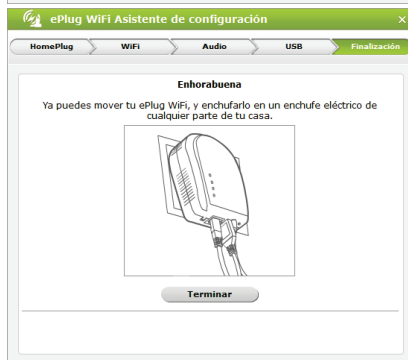 ePlug WiFi Asistente de configuración
HomePlug
WiFi
Audio
USB
Finalización
Enhorabuena
Ya puedes mover tu ePlug WiFi, y enchufarlo en un enchufe eléctrico de
cualquier parte de tu casa.
Terminar